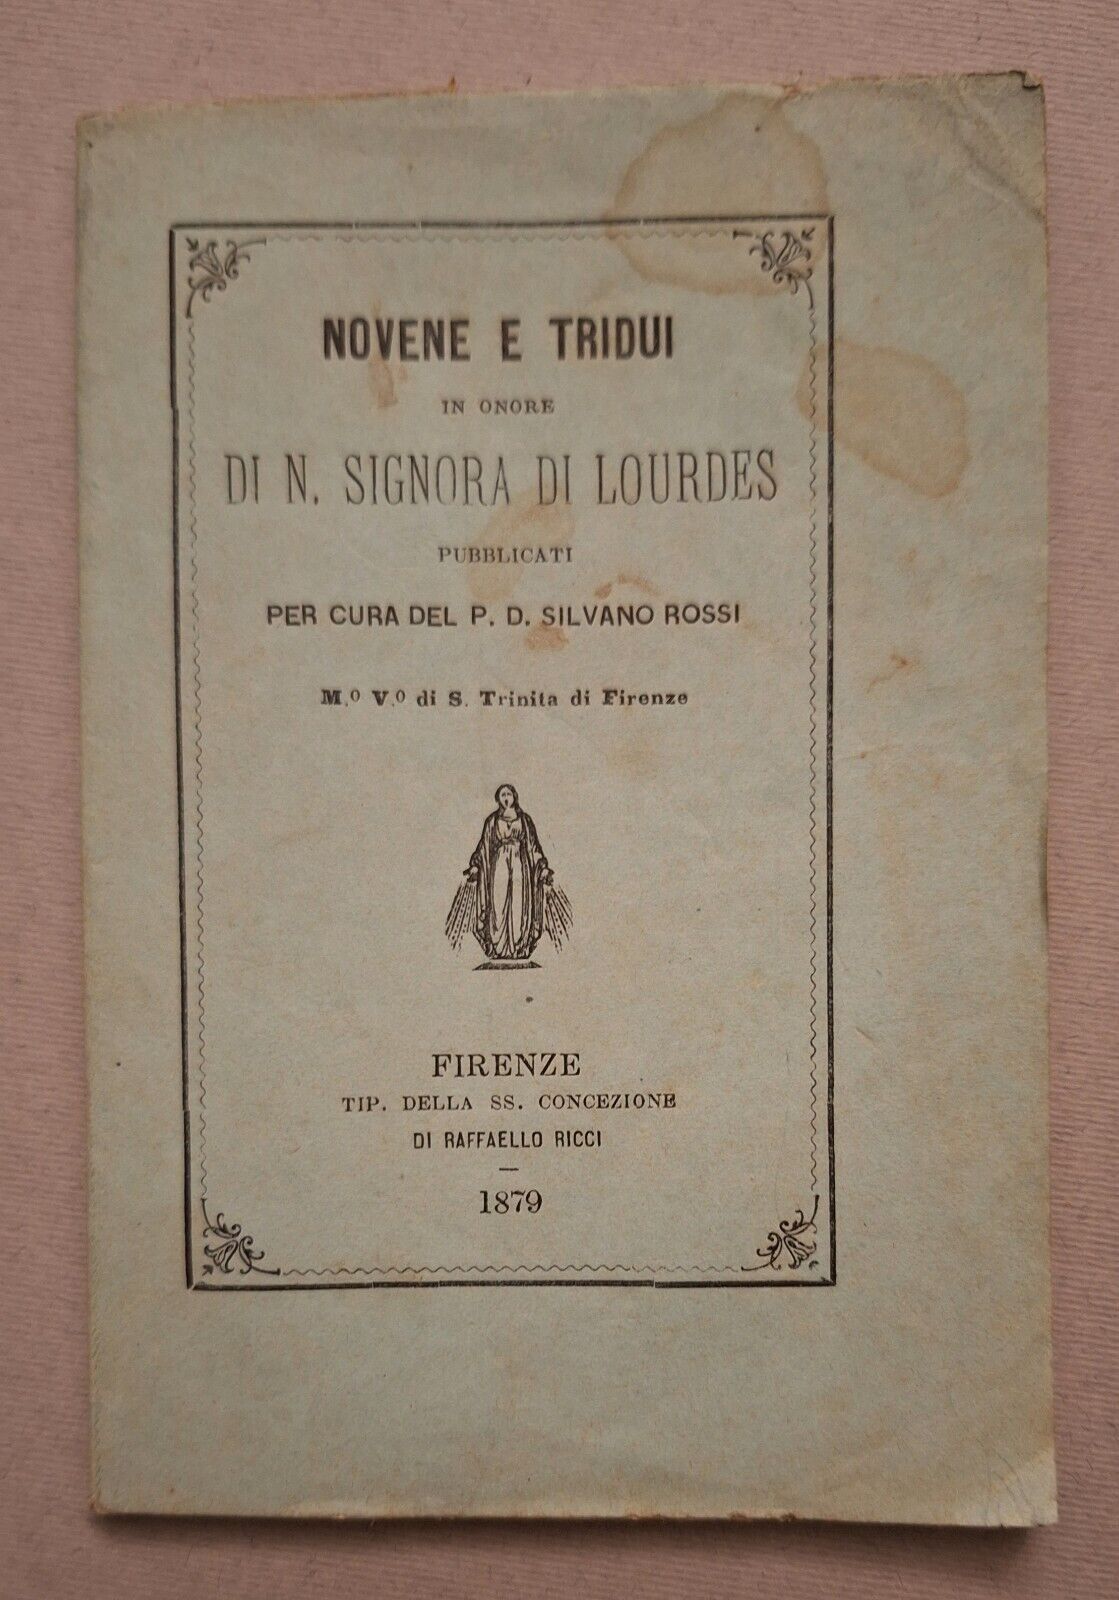 NOVENE E TRIDUI
IN ONORE
DI N. SIGNORA DI LOURDES
PUBBLICATI
PER CURA DEL P. D. SILVANO ROSSI
M.º V.º di S. Trinita di Firenze
FIRENZE
TIP. DELLA SS. CONCEZIONE
DI RAFFAELLO RICCI
1879